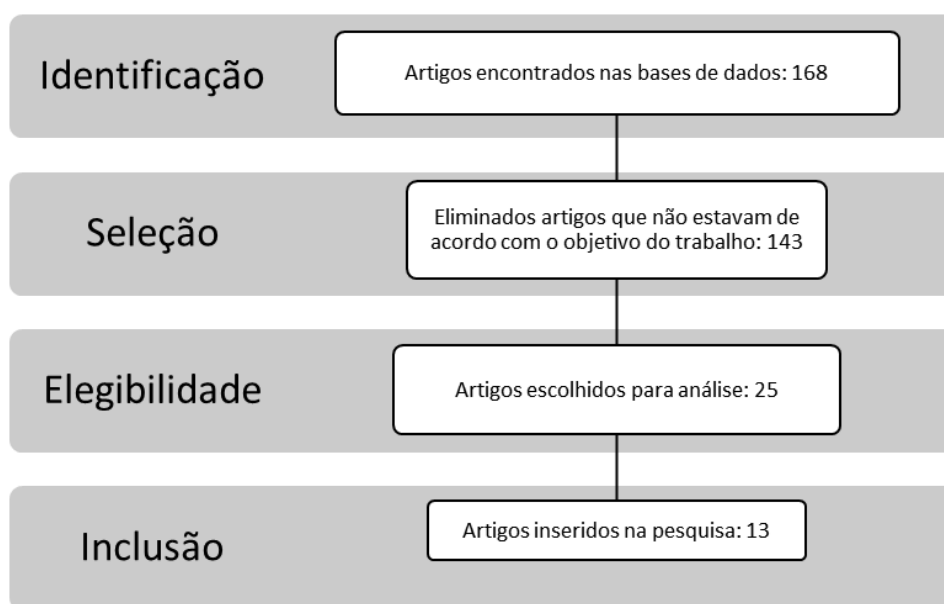 Identificação
Artigos encontrados nas bases de dados: 168
Seleção
Eliminados artigos que não estavam de
acordo com o objetivo do trabalho: 143
Elegibilidade
Artigos escolhidos para análise: 25
Inclusão
Artigos inseridos na pesquisa: 13